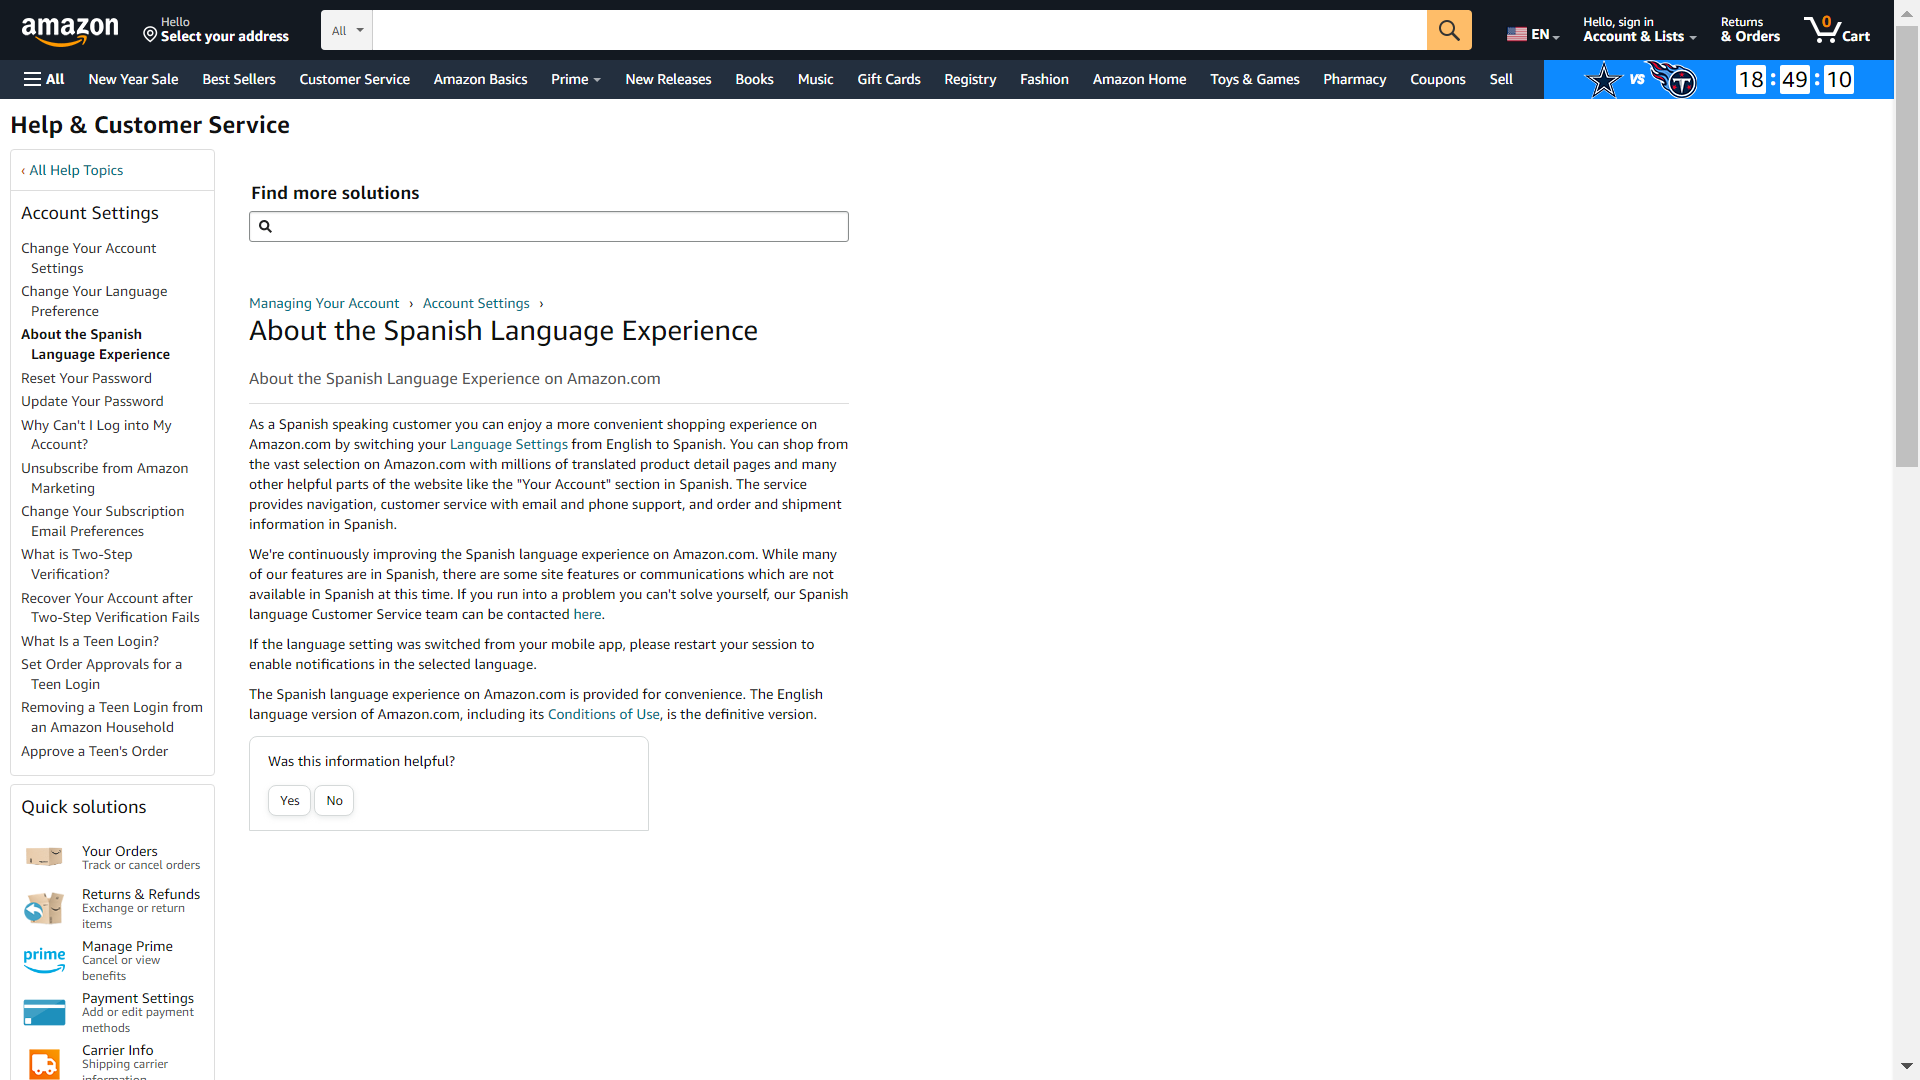 amazon
Hello
Select your address
All
EN
Hello, sign in
Account & Lists
Returns
& Orders
0
Cart
All
New Year Sale
Best Sellers
Customer Service
Amazon Basics
Prime
New Releases
Books
Music
Gift Cards
Registry
Fashion
Amazon Home
Toys & Games
Pharmacy
Coupons
Sell
VS
T
18 : 49 : 10
Help & Customer Service
‹ All Help Topics
Account Settings
Change Your Account
Settings
Change Your Language
Preference
About the Spanish
Language Experience
Reset Your Password
Update Your Password
Why Can't I Log into My
Account?
Unsubscribe from Amazon
Marketing
Change Your Subscription
Email Preferences
What is Two-Step
Verification?
Recover Your Account after
Two-Step Verification Fails
What Is a Teen Login?
Set Order Approvals for a
Teen Login
Removing a Teen Login from
an Amazon Household
Approve a Teen's Order
Quick solutions
Your Orders
Track or cancel orders
Returns & Refunds
Exchange or return
items
prime
Manage Prime
Cancel or view
benefits
Payment Settings
Add or edit payment
methods
Carrier Info
Shipping carrier
information
Find more solutions
Managing Your Account › Account Settings ›
About the Spanish Language Experience
About the Spanish Language Experience on Amazon.com
As a Spanish speaking customer you can enjoy a more convenient shopping experience on
Amazon.com by switching your Language Settings from English to Spanish. You can shop from
the vast selection on Amazon.com with millions of translated product detail pages and many
other helpful parts of the website like the "Your Account" section in Spanish. The service
provides navigation, customer service with email and phone support, and order and shipment
information in Spanish.
We're continuously improving the Spanish language experience on Amazon.com. While many
of our features are in Spanish, there are some site features or communications which are not
available in Spanish at this time. If you run into a problem you can't solve yourself, our Spanish
language Customer Service team can be contacted here.
If the language setting was switched from your mobile app, please restart your session to
enable notifications in the selected language.
The Spanish language experience on Amazon.com is provided for convenience. The English
language version of Amazon.com, including its Conditions of Use, is the definitive version.
Was this information helpful?
Yes
No